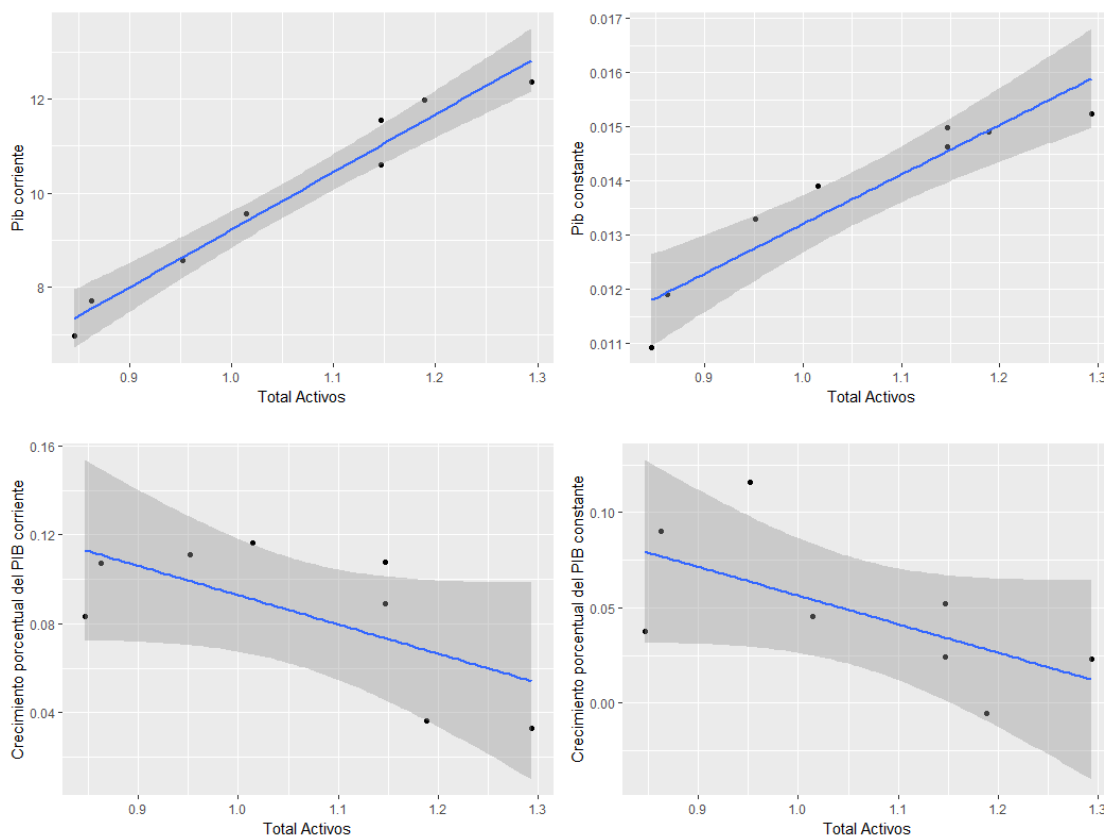 Pib corriente
12
10
8
0.9 1.0 1.1 1.2 1.3
Total Activos
Pib constante
0.017
0.016
0.015
0.014
0.013
0.012
0.011
0.9 1.0 1.1 1.2 1.3
Total Activos
Crecimiento porcentual del PIB corriente
0.16
0.12
0.08
0.04
0.9 1.0 1.1 1.2 1.3
Total Activos
Crecimiento porcentual del PIB constante
0.10
0.05
0.00
0.9 1.0 1.1 1.2 1.3
Total Activos